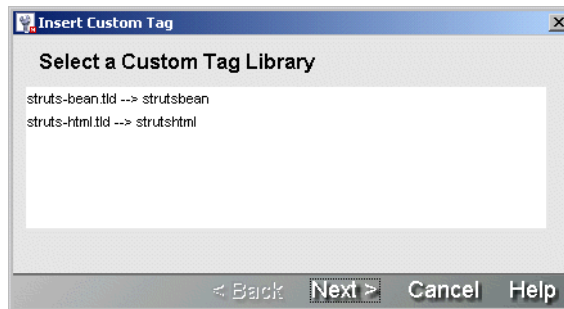 Insert Custom Tag
Select a Custom Tag Library
struts-bean.tld --> strutsbean
struts-html.tld --> strutshtml
< Back Next > Cancel Help